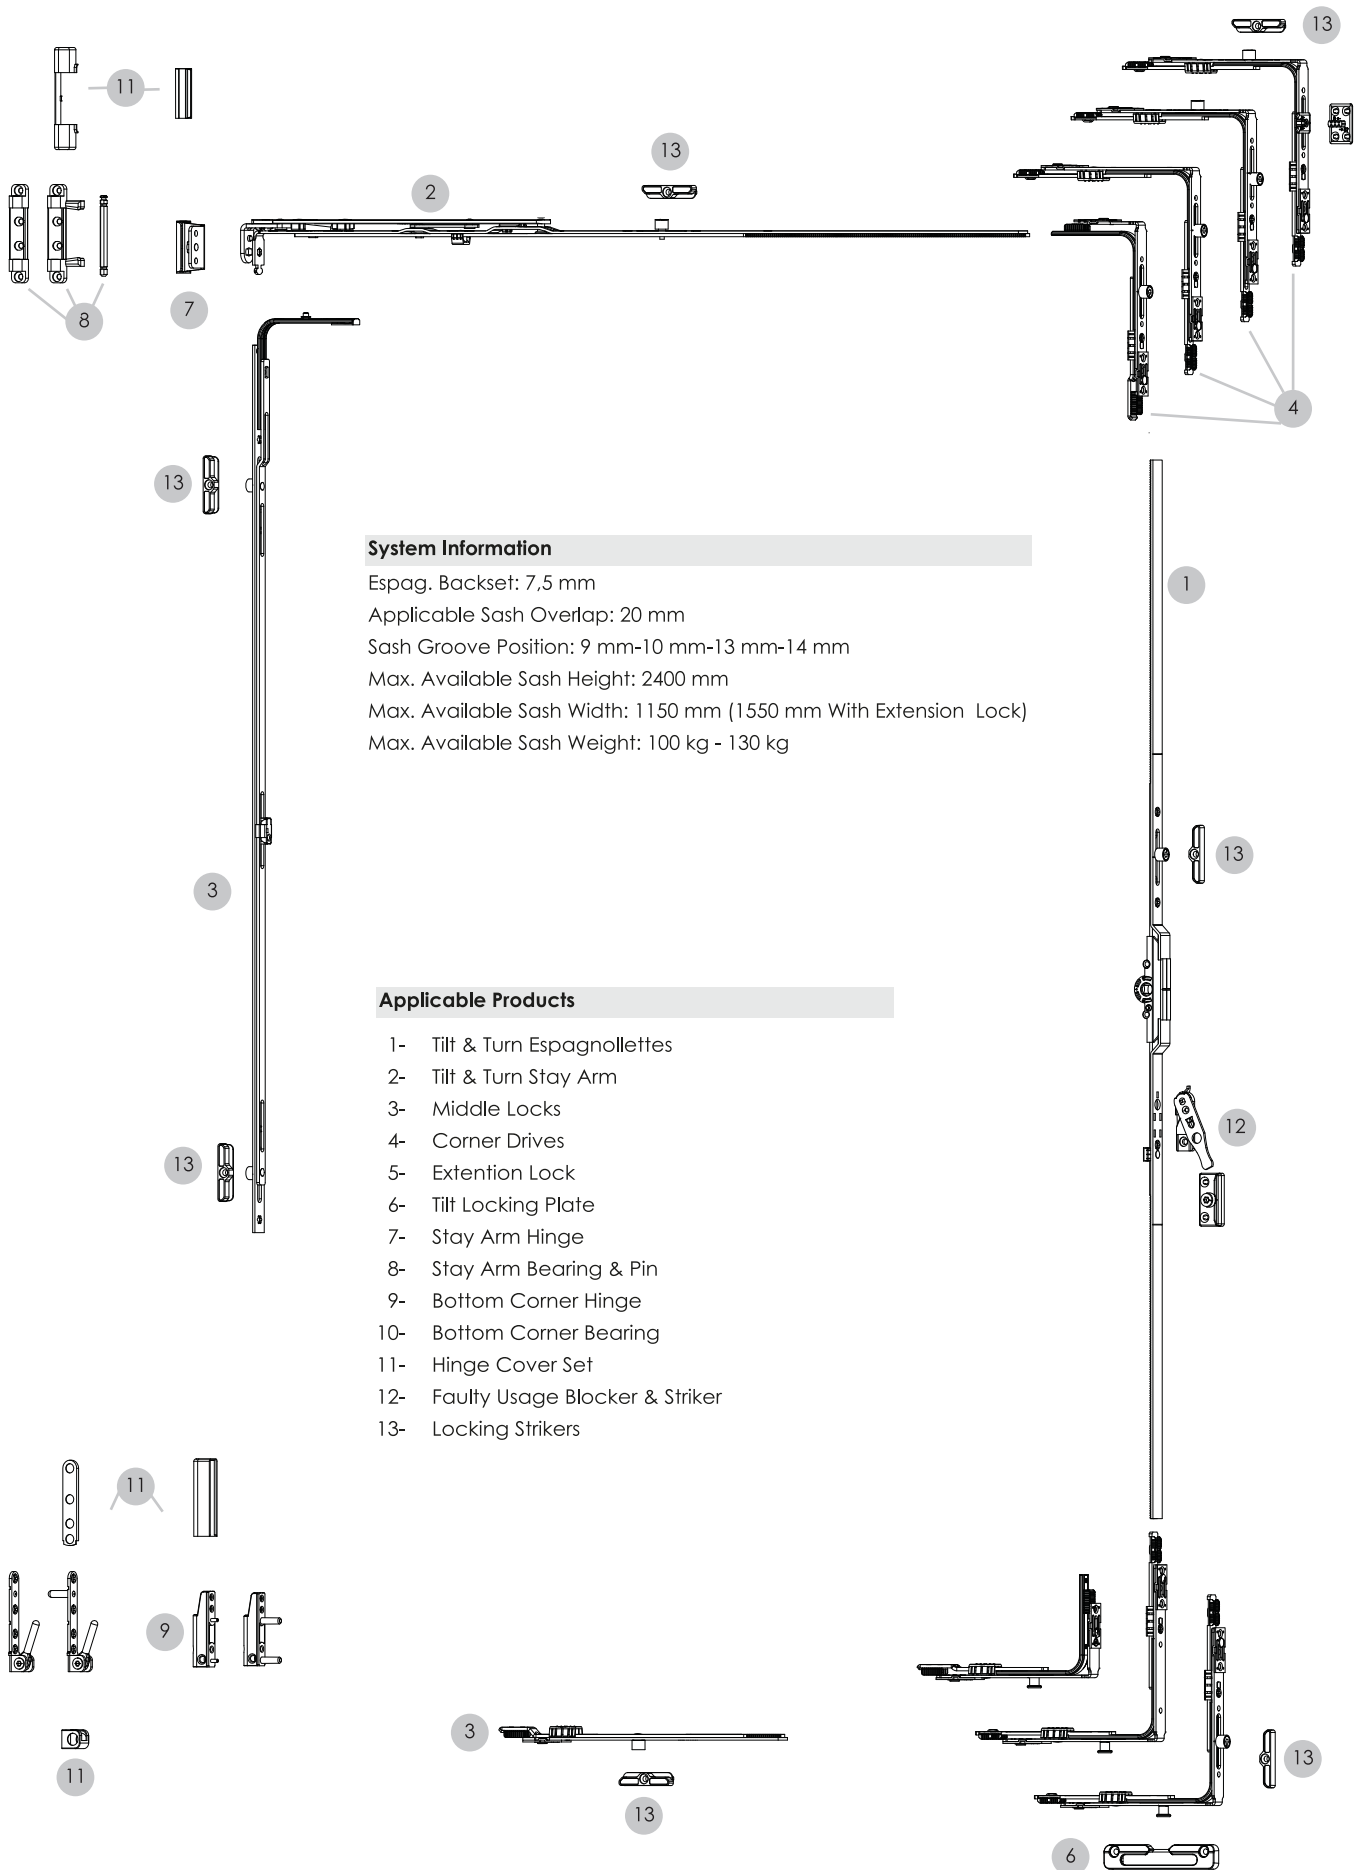 13
11
13
2
7
8
4
13
System Information
Espag. Backset: 7,5 mm
1
Applicable Sash Overlap: 20 mm
Sash Groove Position: 9 mm-10 mm-13 mm-14 mm
Max. Available Sash Height: 2400 mm
Max. Available Sash Width: 1150 mm (1550 mm With Extension Lock)
Max. Available Sash Weight: 100 kg - 130 kg
13
3
Applicable Products
1- Tilt & Turn Espagnollettes
2- Tilt & Turn Stay Arm
3- Middle Locks
4- Corner Drives
5- Extention Lock
6- Tilt Locking Plate
7- Stay Arm Hinge
8- Stay Arm Bearing & Pin
9- Bottom Corner Hinge
10- Bottom Corner Bearing
11- Hinge Cover Set
12- Faulty Usage Blocker & Striker
13- Locking Strikers
12
13
11
9
3
13
11
13
6